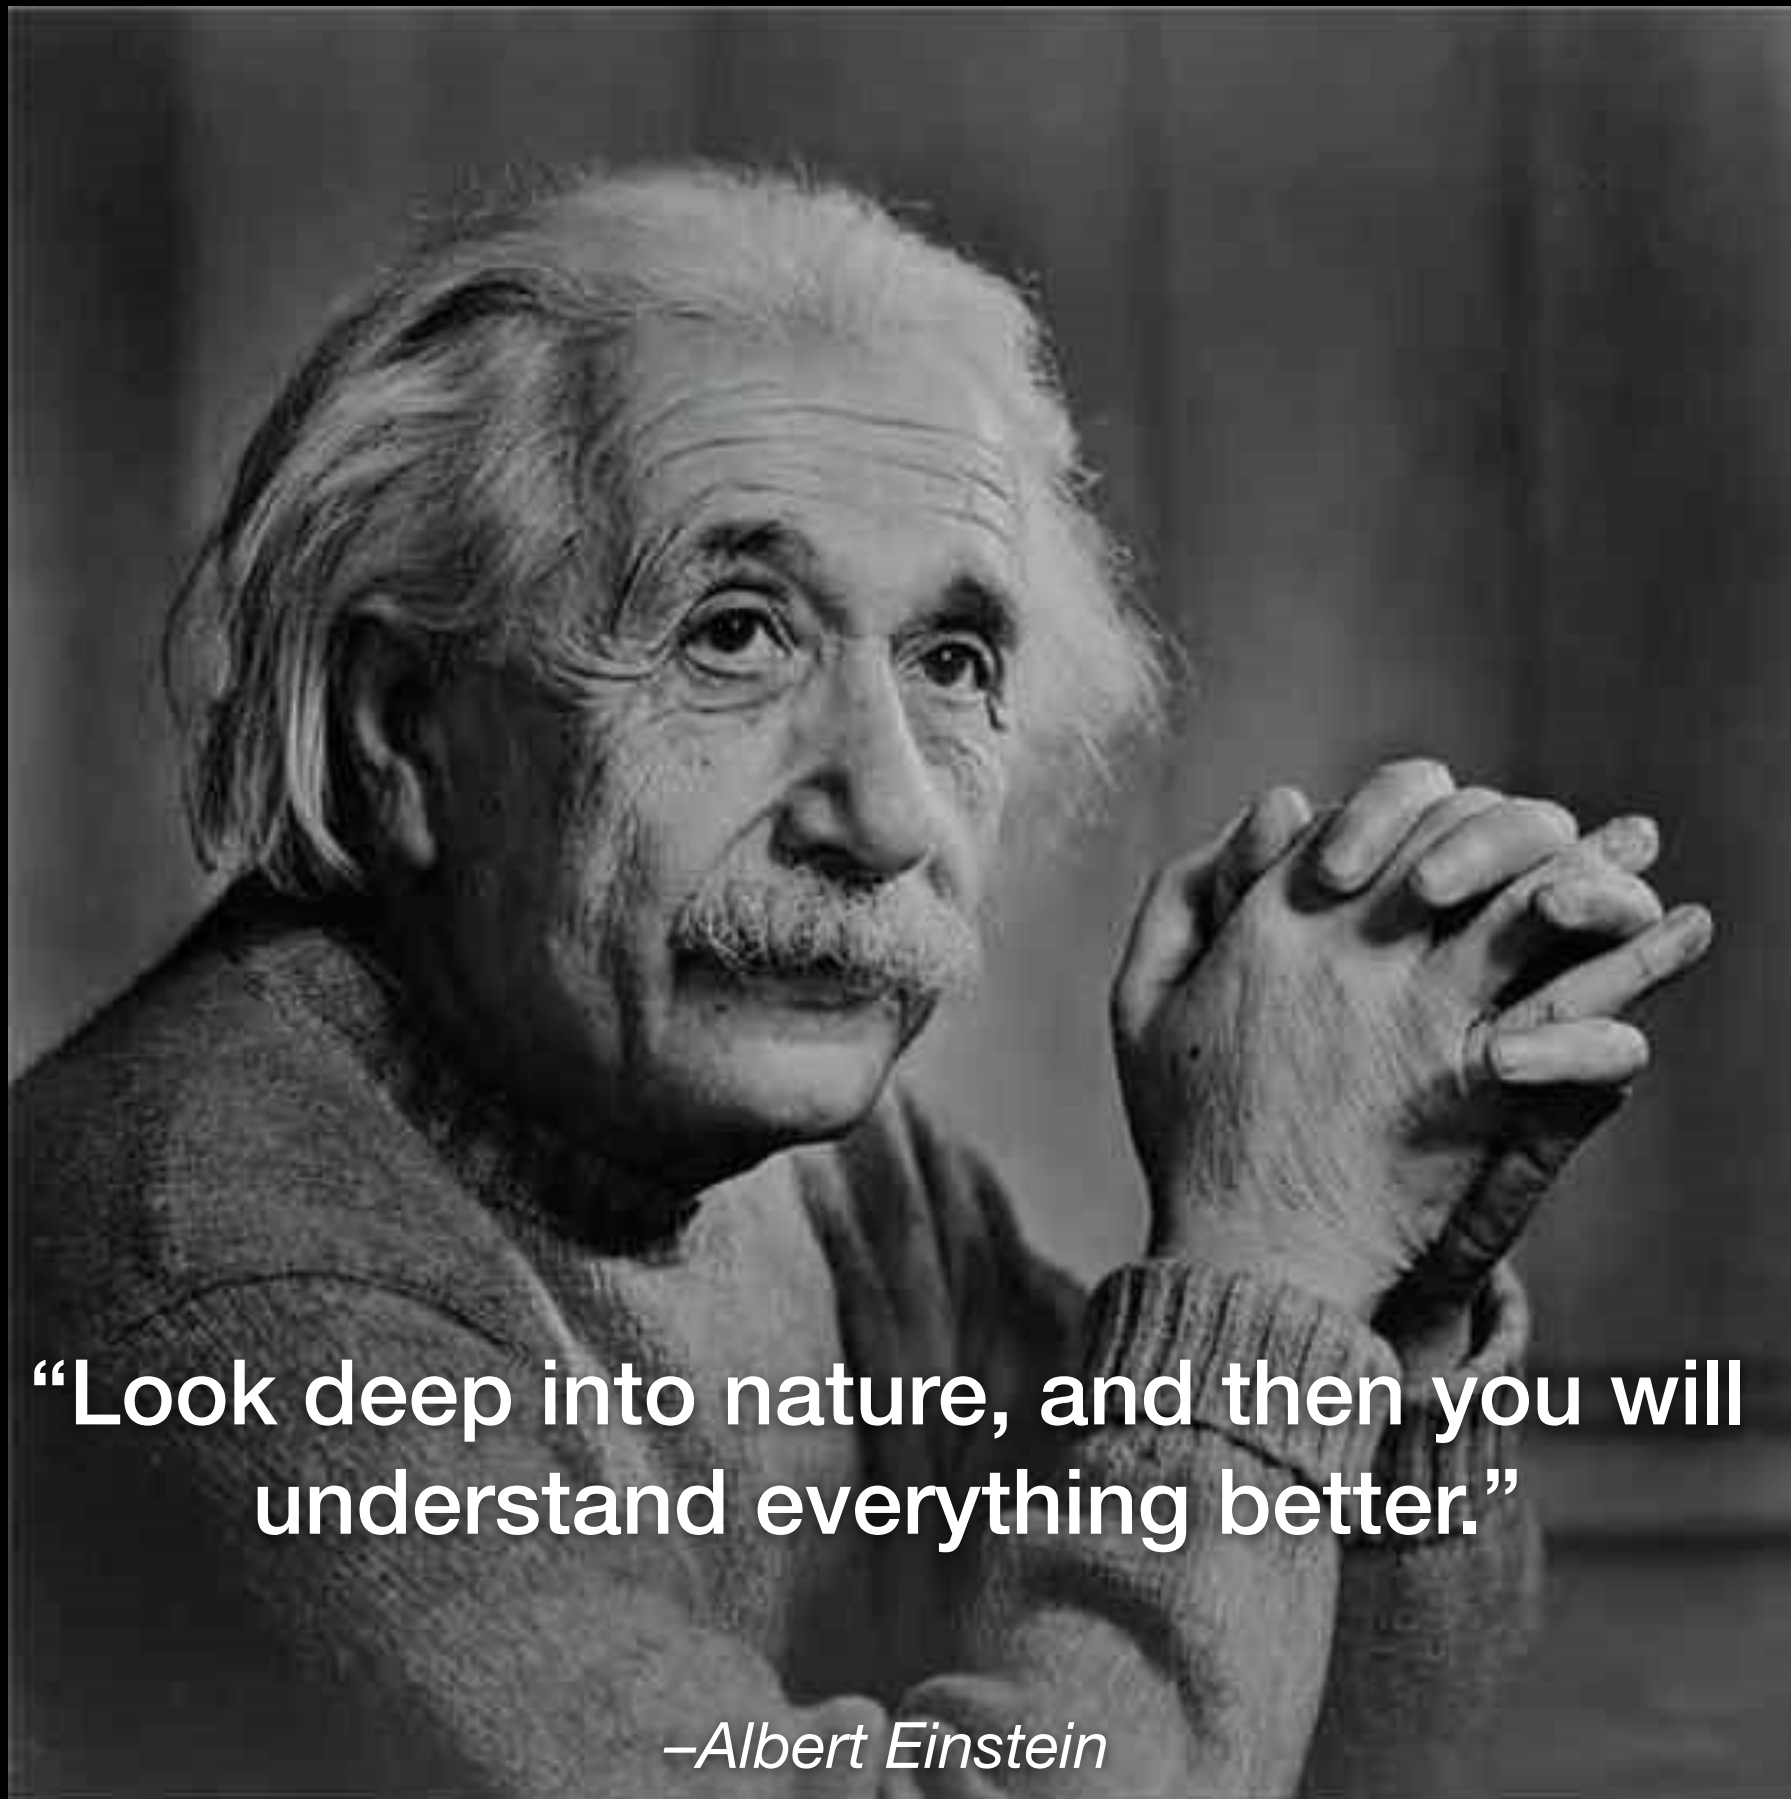 “Look deep into nature, and then you will
understand everything better.”
–Albert Einstein